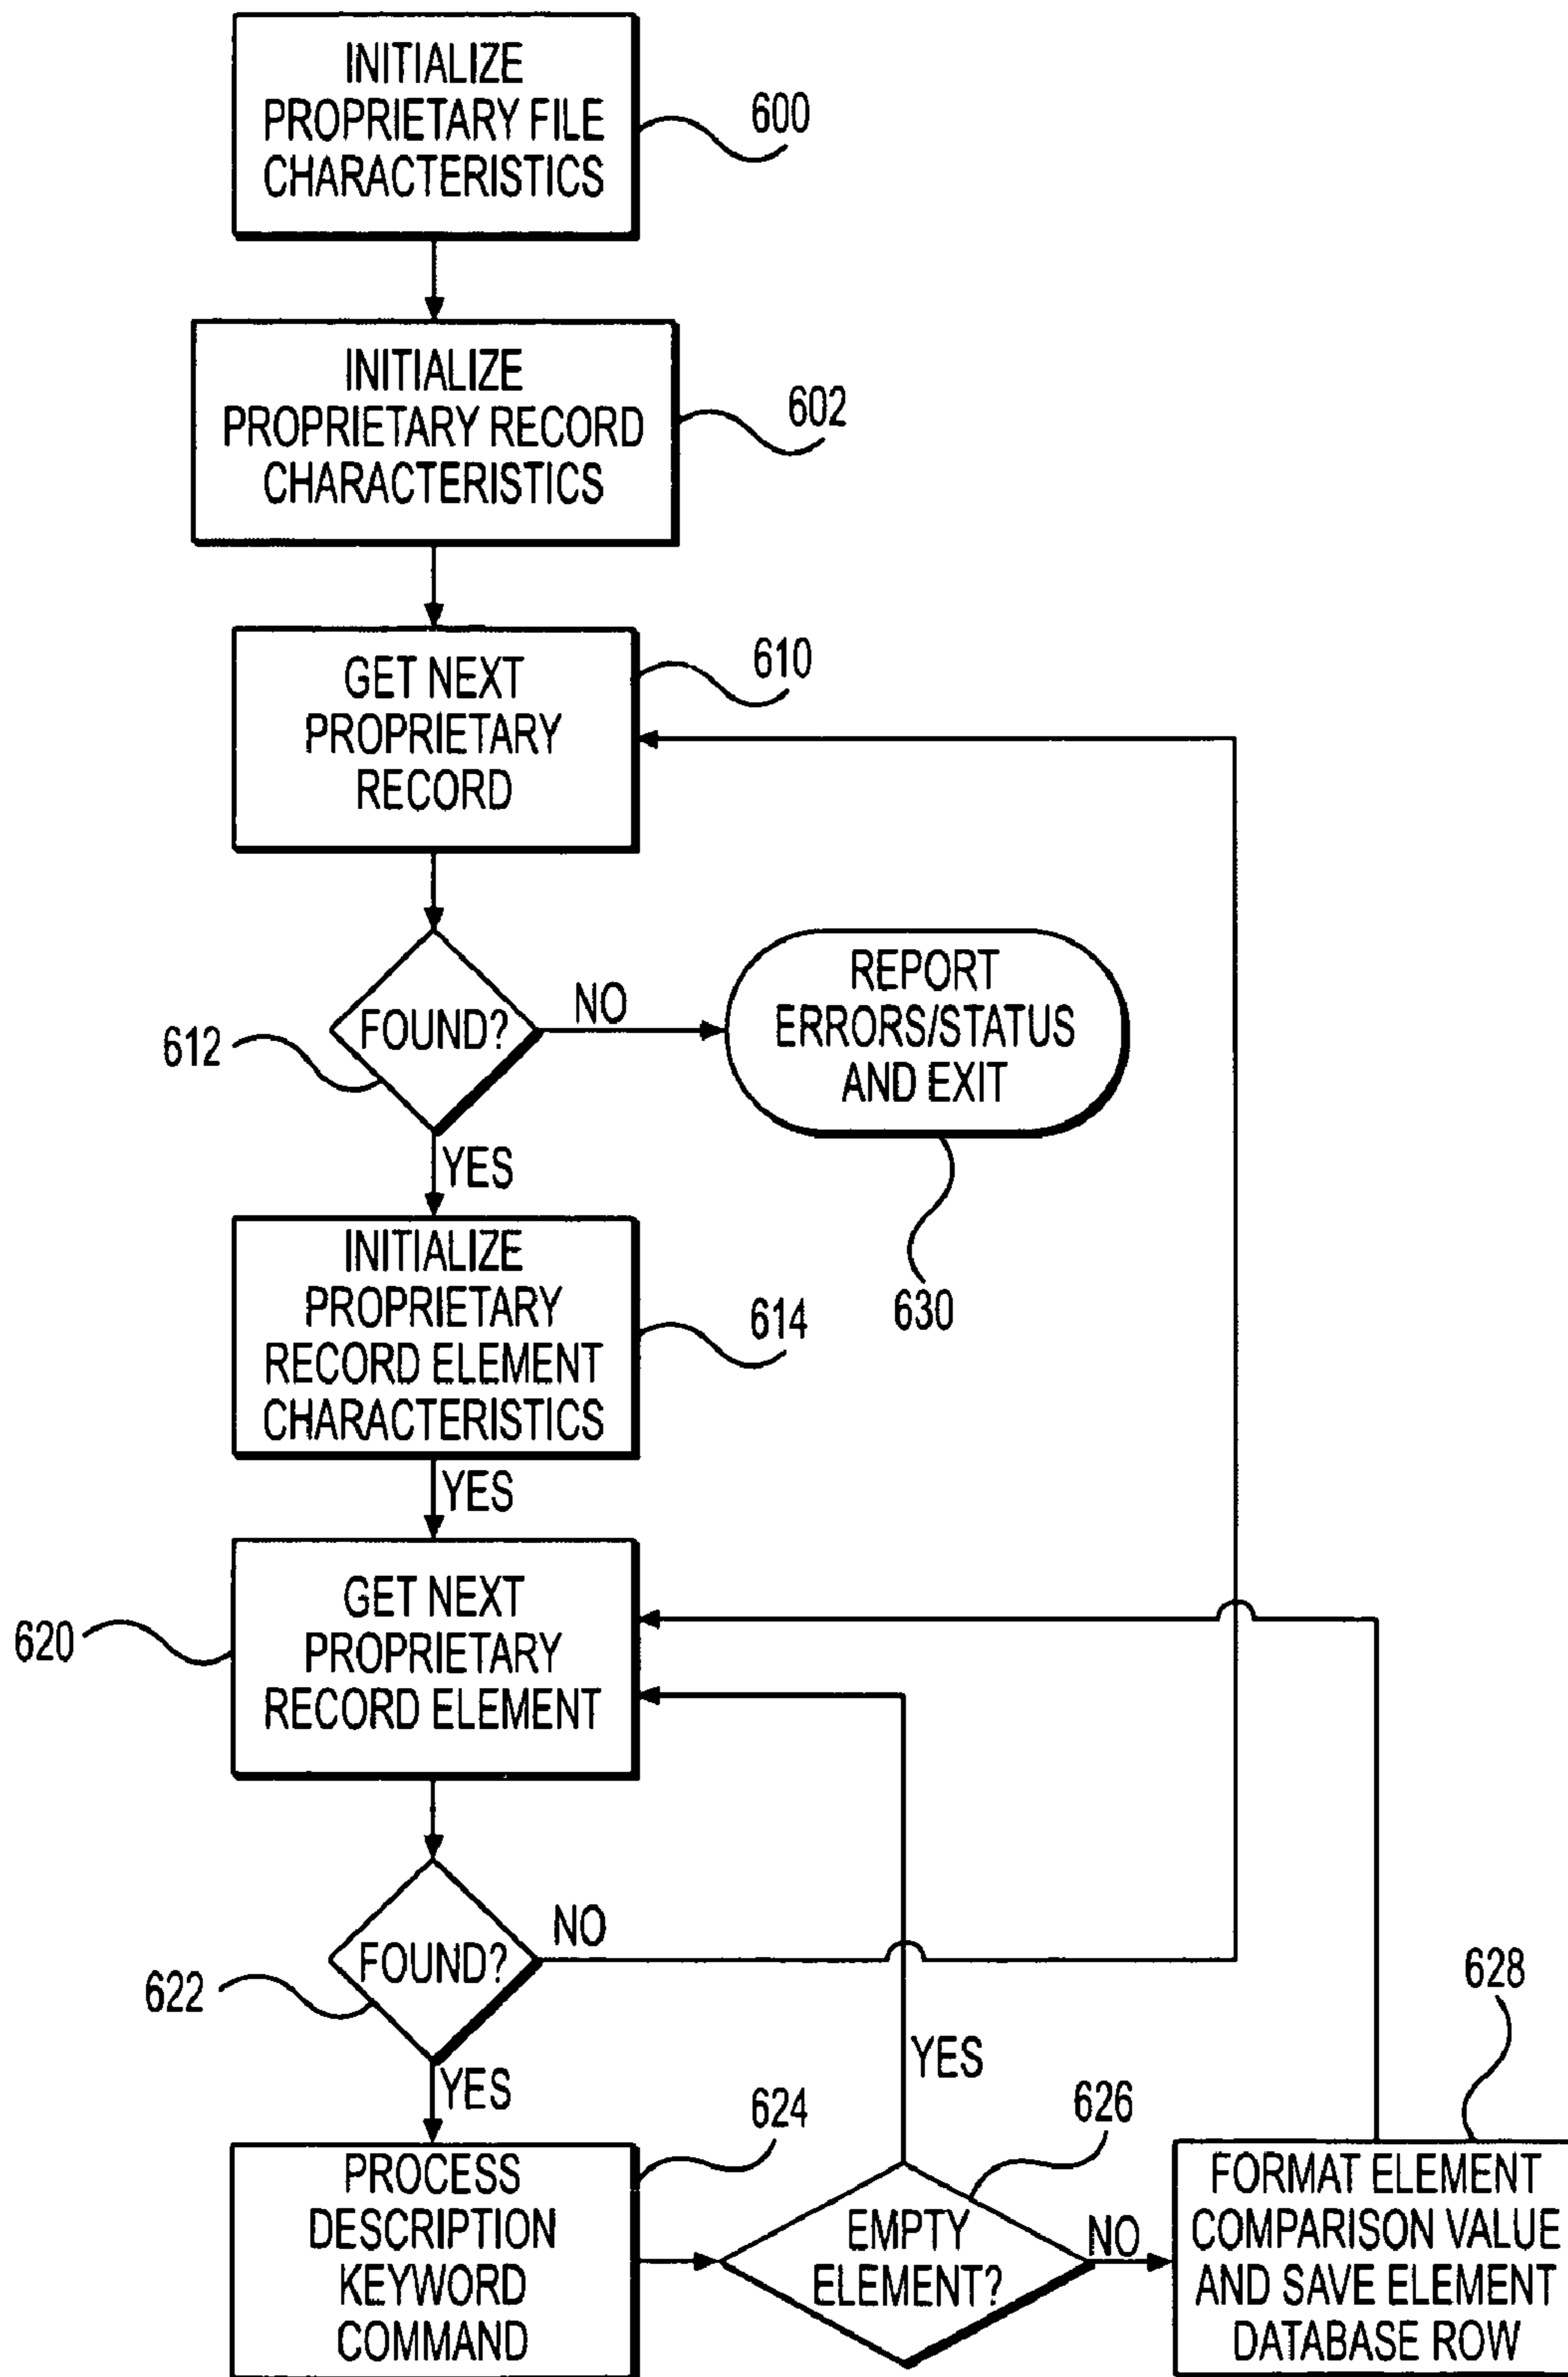 INITIALIZE
PROPRIETARY FILE
CHARACTERISTICS
600
INITIALIZE
PROPRIETARY RECORD
CHARACTERISTICS
602
GET NEXT
PROPRIETARY
RECORD
610
FOUND?
612
NO
REPORT
ERRORS/STATUS
AND EXIT
630
YES
INITIALIZE
PROPRIETARY
RECORD ELEMENT
CHARACTERISTICS
614
YES
GET NEXT
PROPRIETARY
RECORD ELEMENT
620
FOUND?
622
NO
YES
PROCESS
DESCRIPTION
KEYWORD
COMMAND
624
EMPTY
ELEMENT?
626
YES
NO
FORMAT ELEMENT
COMPARISON VALUE
AND SAVE ELEMENT
DATABASE ROW
628